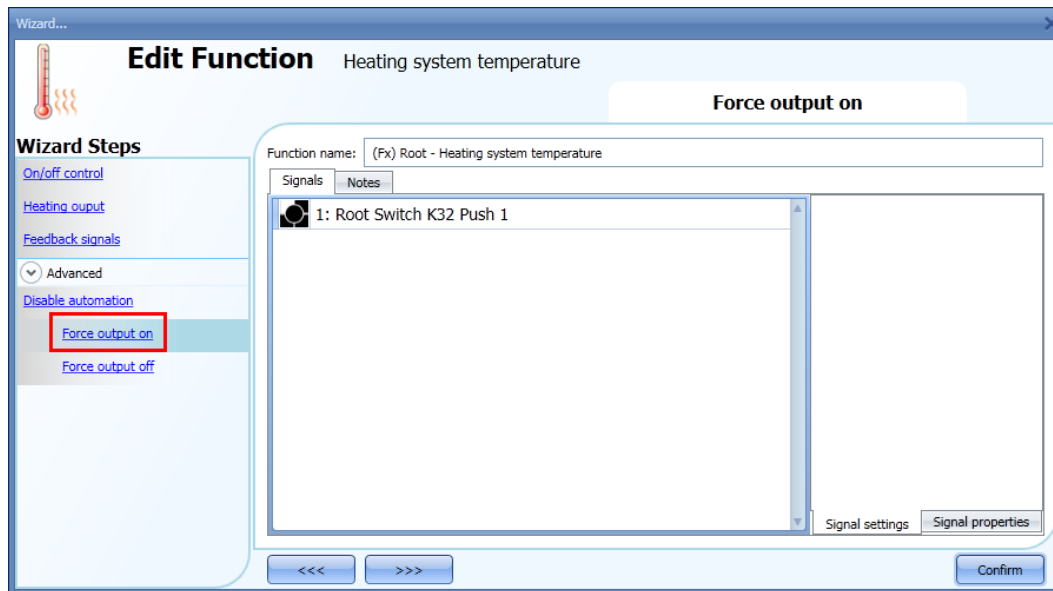 Wizard...
Edit Function Heating system temperature
Force output on
Wizard Steps
On/off control
Heating ouput
Feedback signals
Advanced
Disable automation
Force output on
Force output off
Function name: (Fx) Root - Heating system temperature
Signals Notes
1: Root Switch K32 Push 1
Signal settings Signal properties
<<< >>> Confirm